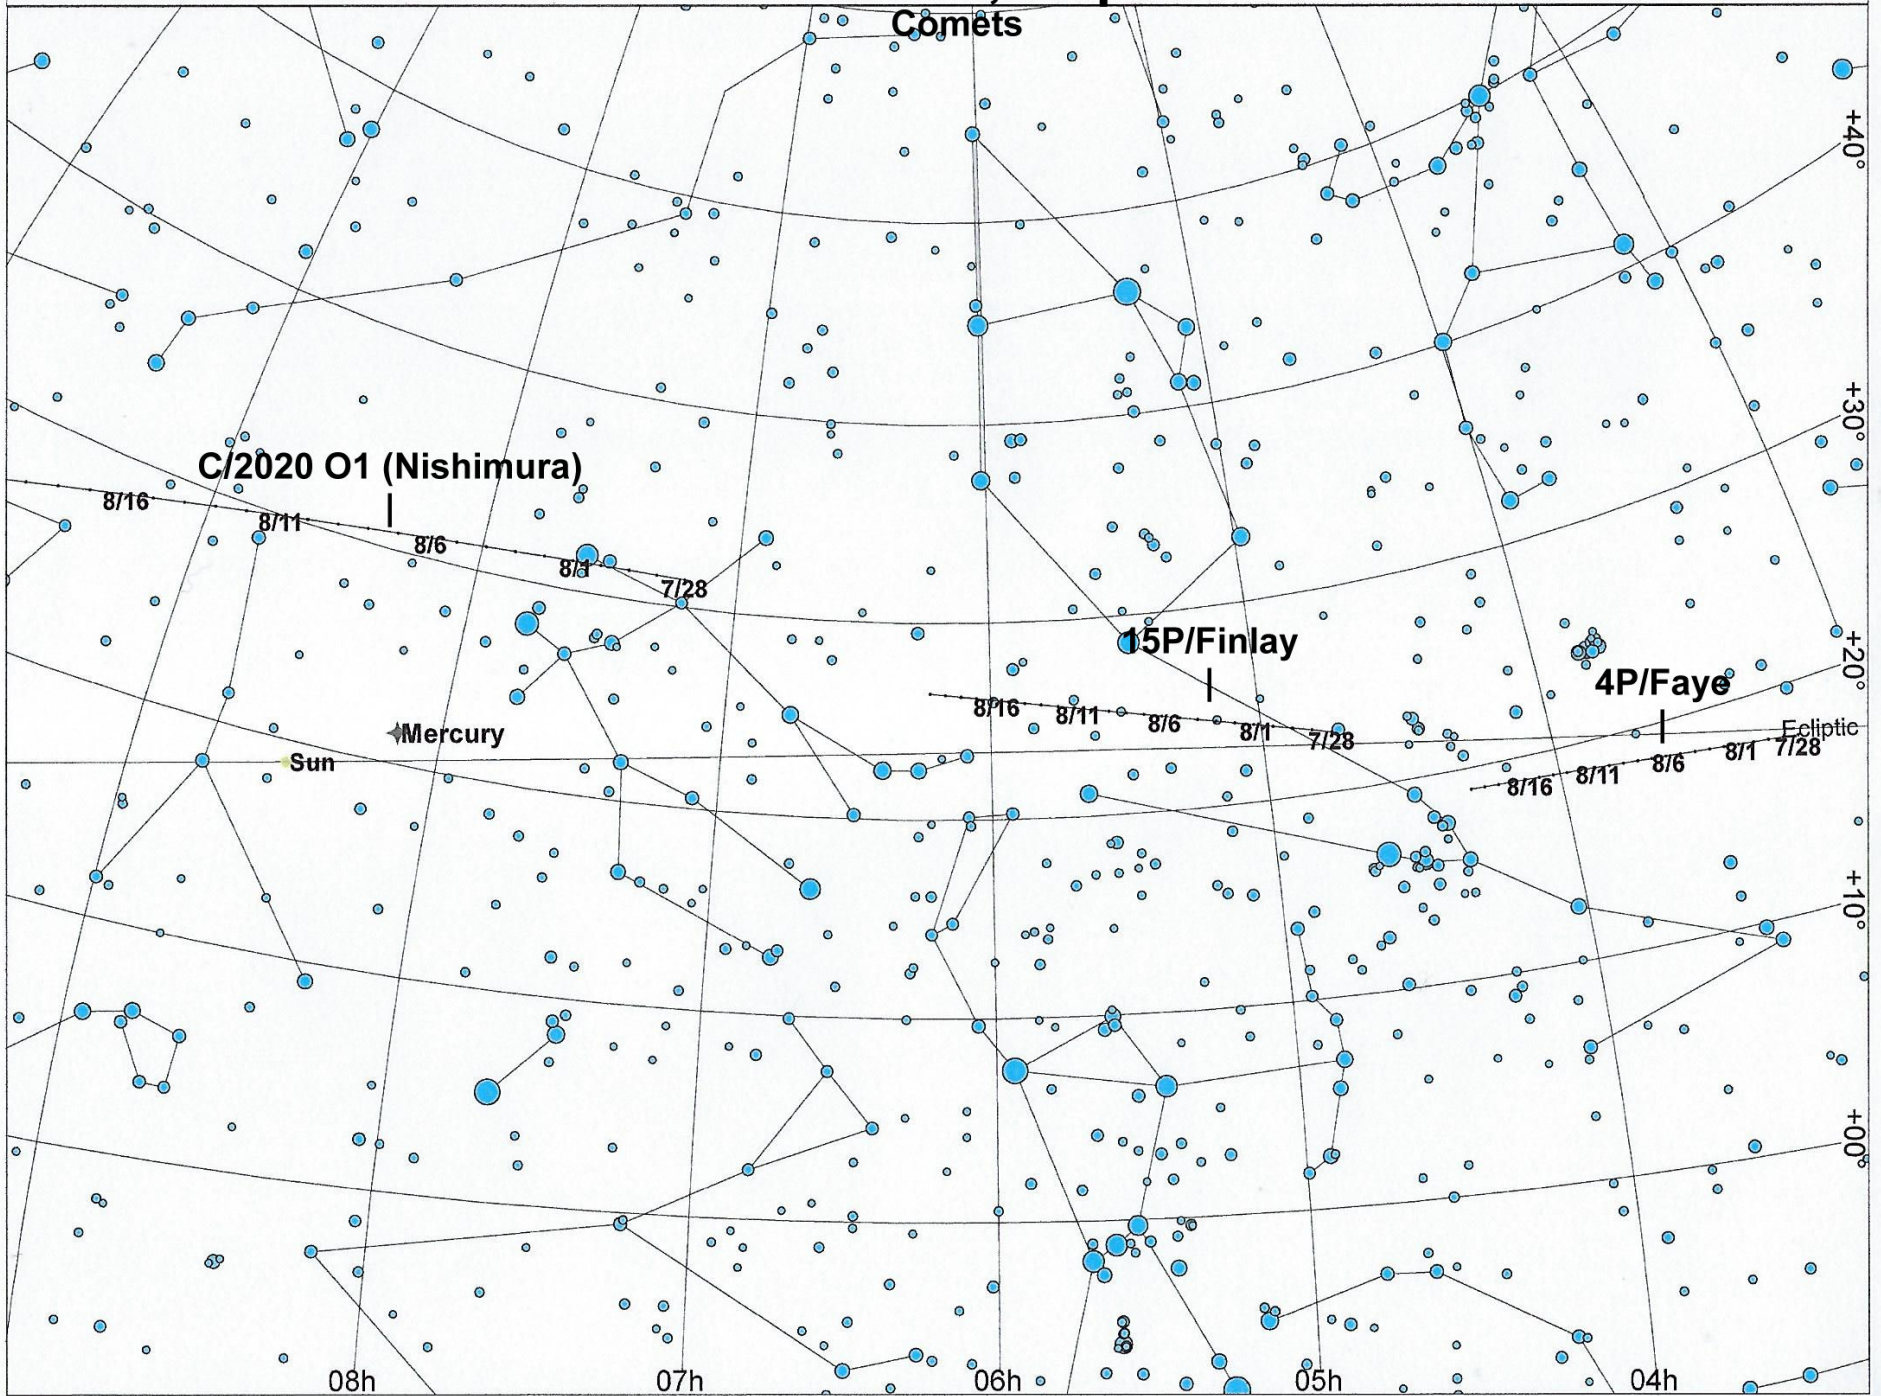 Comets
+40°
+30°
C/2020 O1 (Nishimura)
8/16
8/11
8/6
8/1
7/28
15P/Finlay
+20°
4P/Faye
8/16
8/11
8/6
8/1
7/28
Ecliptic
7/28
8/1
8/6
8/11
8/16
Mercury
Sun
+10°
+00°
08h
07h
06h
05h
04h